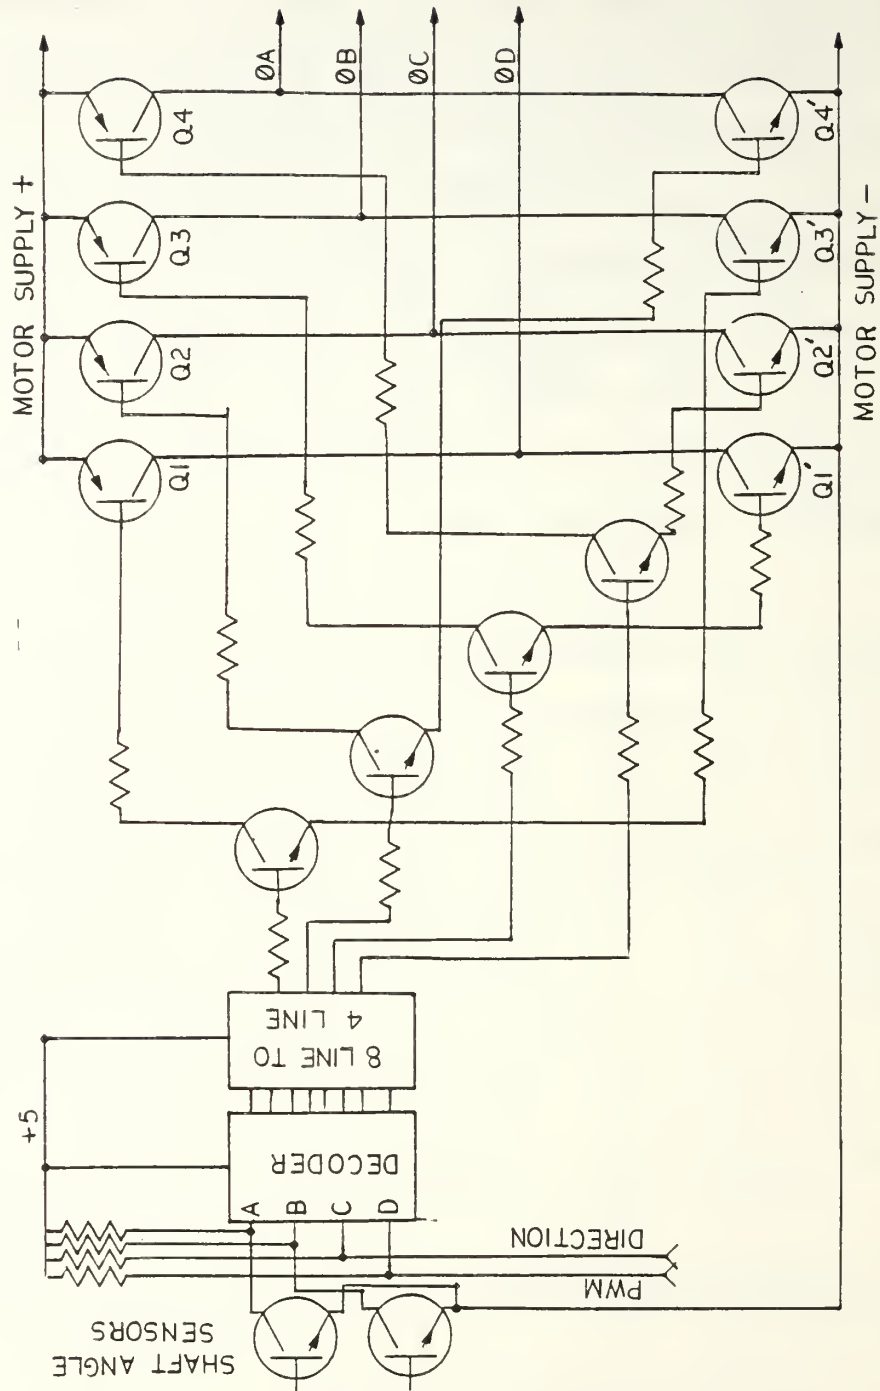 MOTOR SUPPLY +
ØA
ØB
ØC
ØD
Q4
Q3
Q2
Q1
Q4'
Q3'
Q2'
Q1'
MOTOR SUPPLY -
+5
8 LINE TO
4 LINE
DECODER
A
B
C
D
DIRECTION
PWM
SHAFT ANGLE
SENSORS